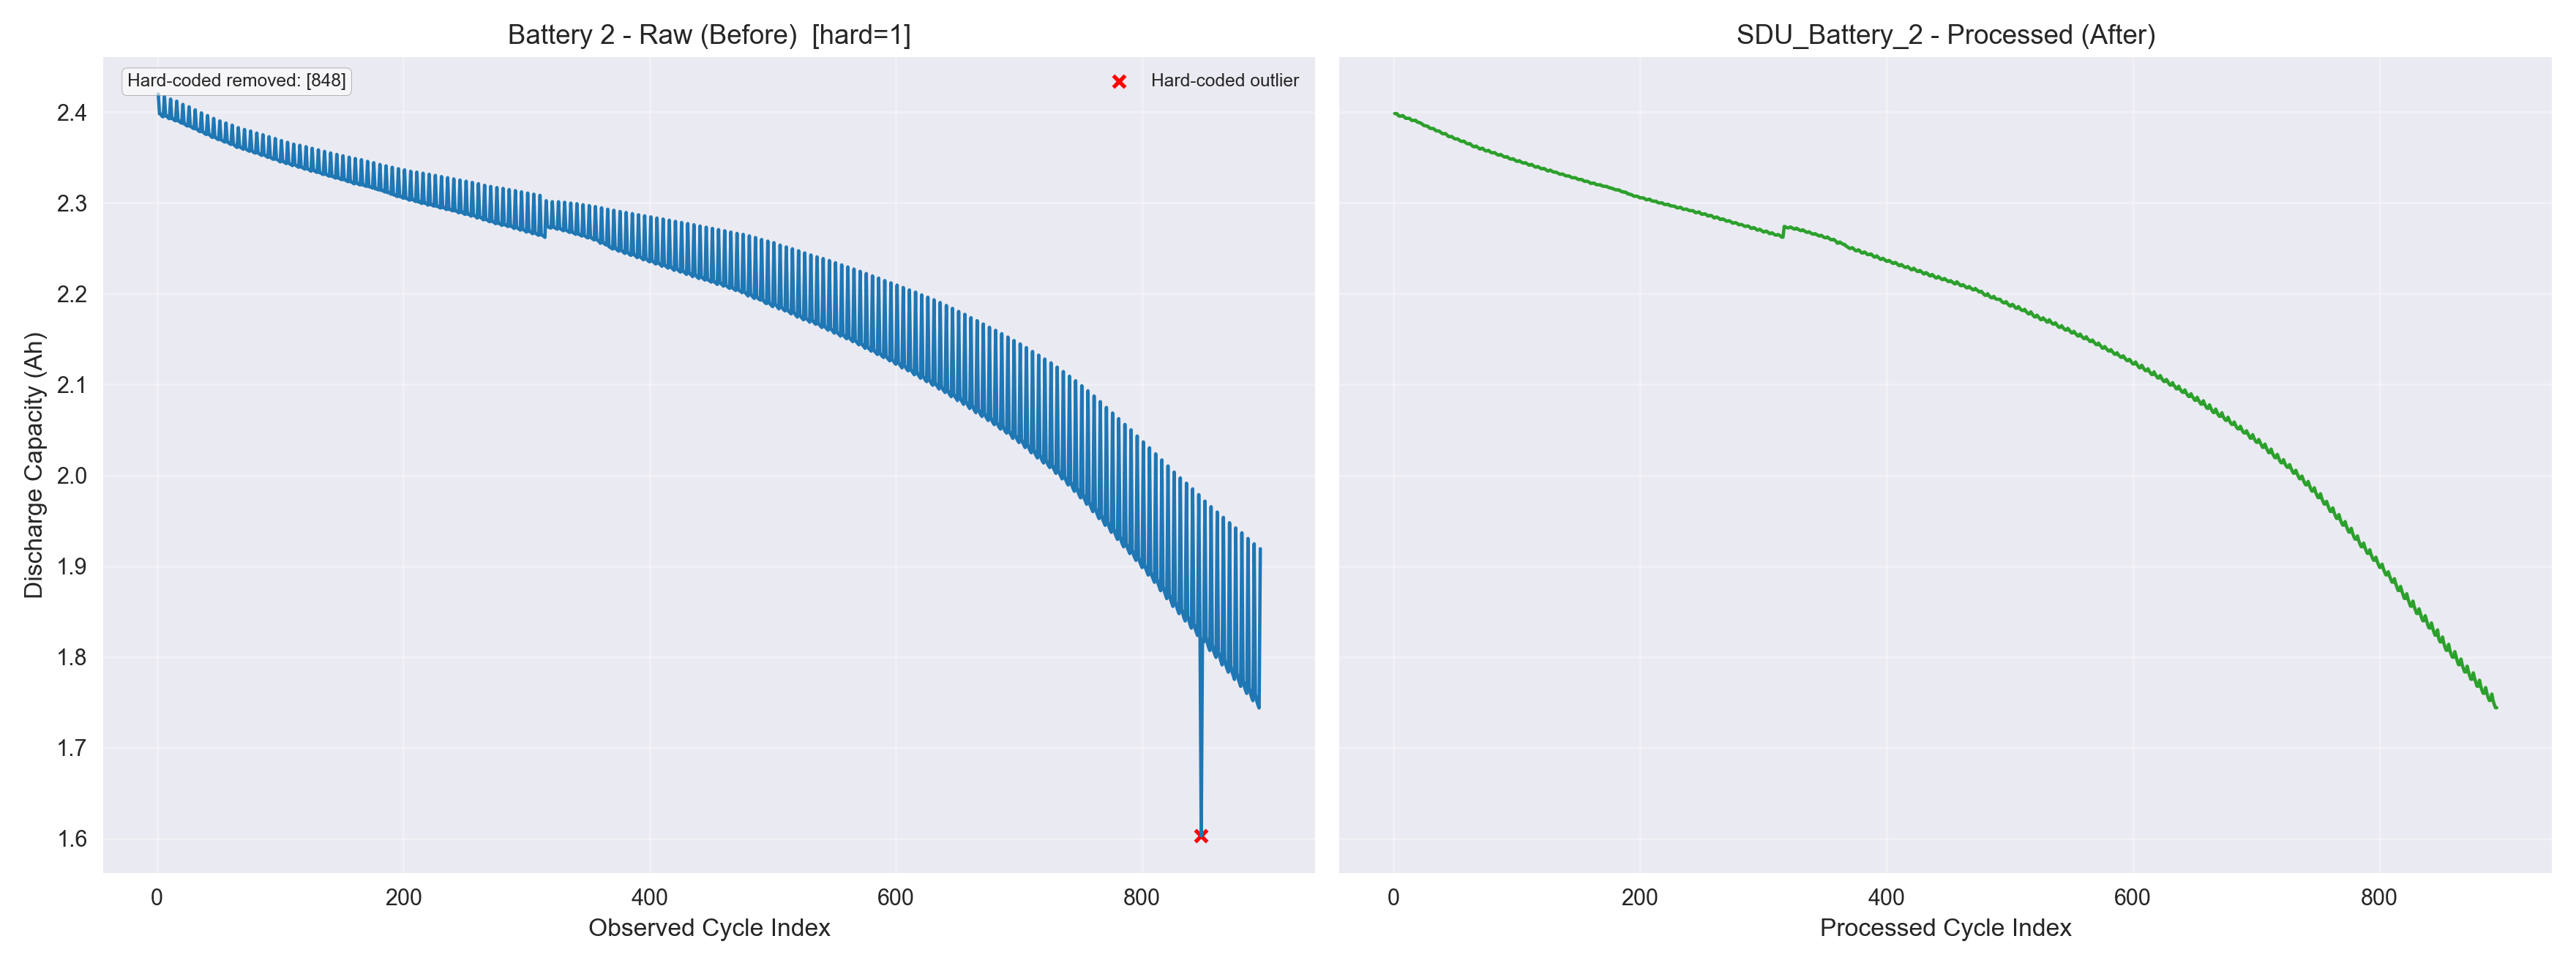 Battery 2 - Raw (Before)  [hard=1]
Hard-coded removed: [848]
Hard-coded outlier
Discharge Capacity (Ah)
2.4
2.3
2.2
2.1
2.0
1.9
1.8
1.7
1.6
0 200 400 600 800
Observed Cycle Index
SDU_Battery_2 - Processed (After)
0 200 400 600 800
Processed Cycle Index